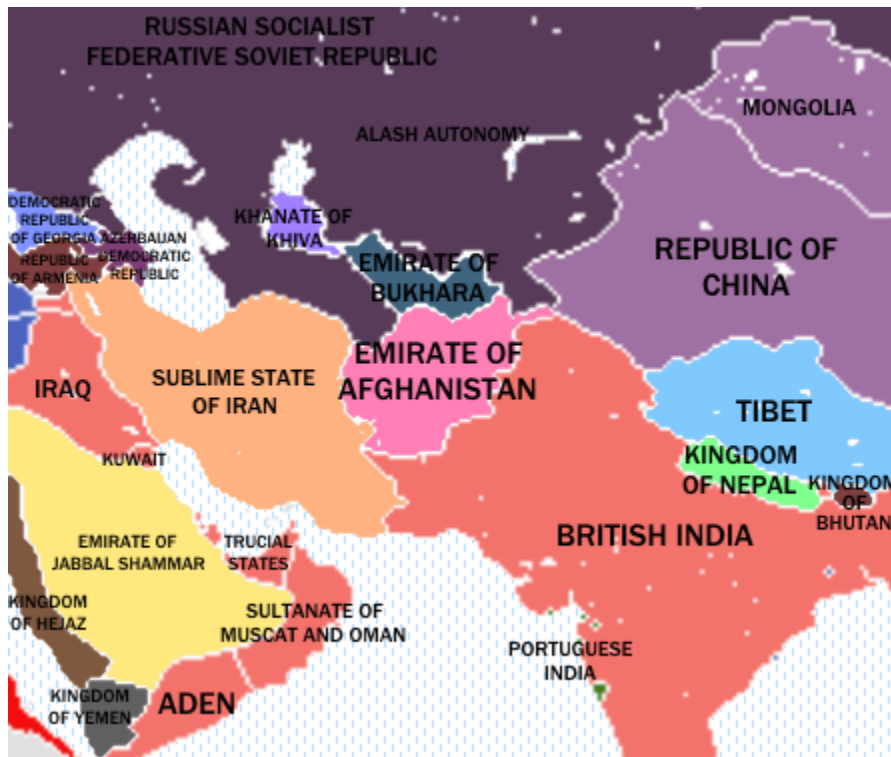 RUSSIAN SOCIALIST
FEDERATIVE SOVIET REPUBLIC
MONGOLIA
ALASH AUTONOMY
DEMOCRATIC
REPUBLIC
OF GEORGIA
AZERBAIJAN
DEMOCRATIC
REPUBLIC
REPUBLIC
OF ARMENIA
KHANATE OF
KHIVA
EMIRATE OF
BUKHARA
REPUBLIC OF
CHINA
EMIRATE OF
AFGHANISTAN
SUBLIME STATE
OF IRAN
IRAQ
TIBET
KUWAIT
KINGDOM
OF NEPAL
KINGDOM
OF
BHUTAN
BRITISH INDIA
EMIRATE OF
JABBAL SHAMMAR
TRUCIAL
STATES
KINGDOM
OF HEJAZ
SULTANATE OF
MUSCAT AND OMAN
PORTUGUESE
INDIA
KINGDOM
OF YEMEN
ADEN